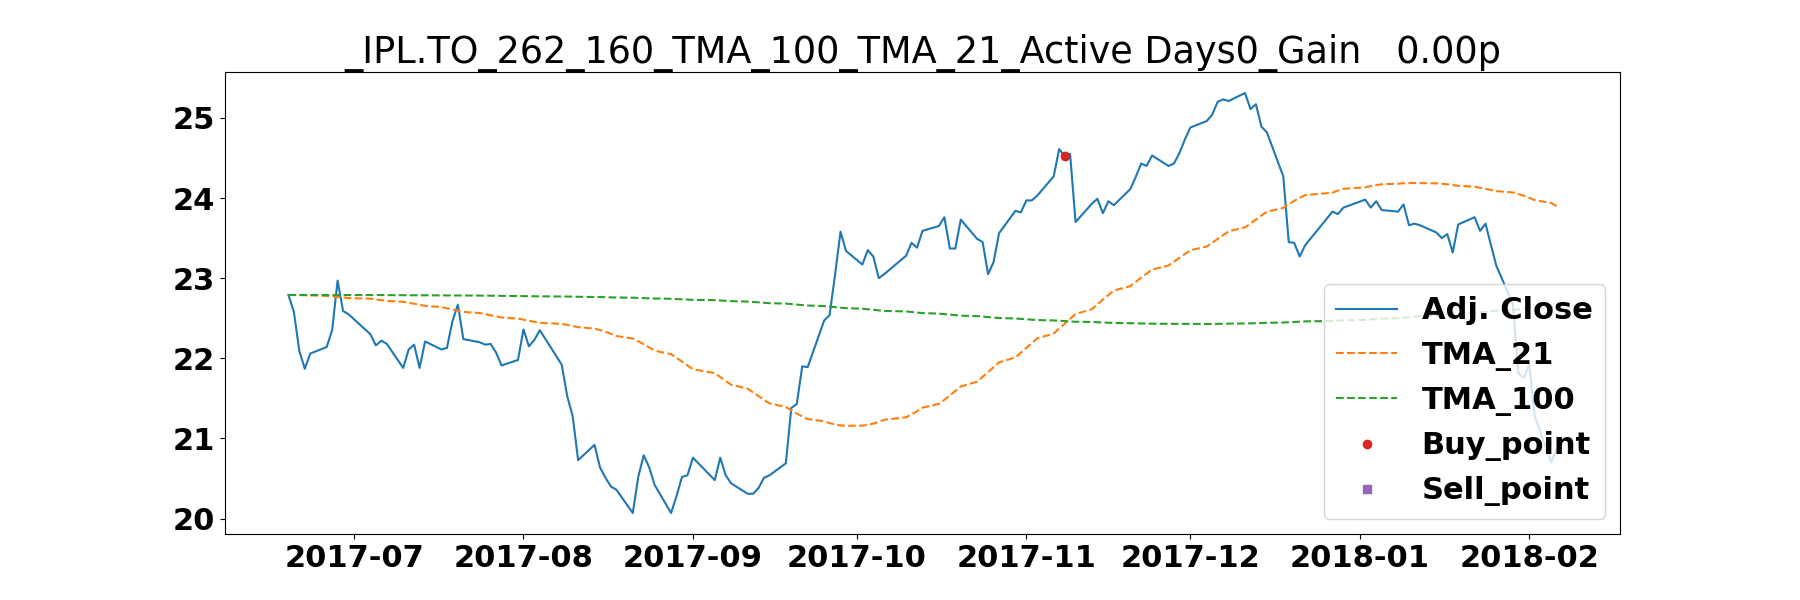 _IPL.TO_262_160_TMA_100_TMA_21_Active Days0_Gain   0.00p
25
24
23
22
21
20
Adj. Close
TMA_21
TMA_100
Buy_point
Sell_point
2017-07 2017-08 2017-09 2017-10 2017-11 2017-12 2018-01 2018-02